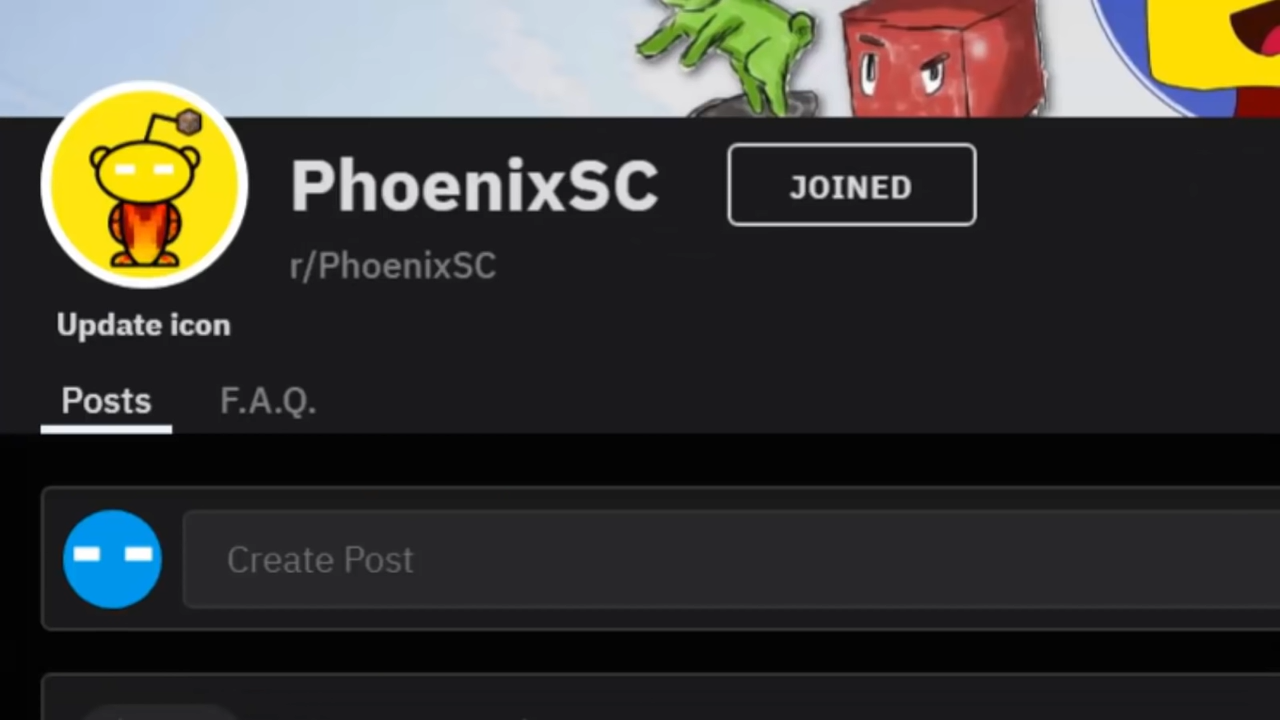 PhoenixSC
JOINED
r/PhoenixSC
Update icon
Posts
F.A.Q.
Create Post